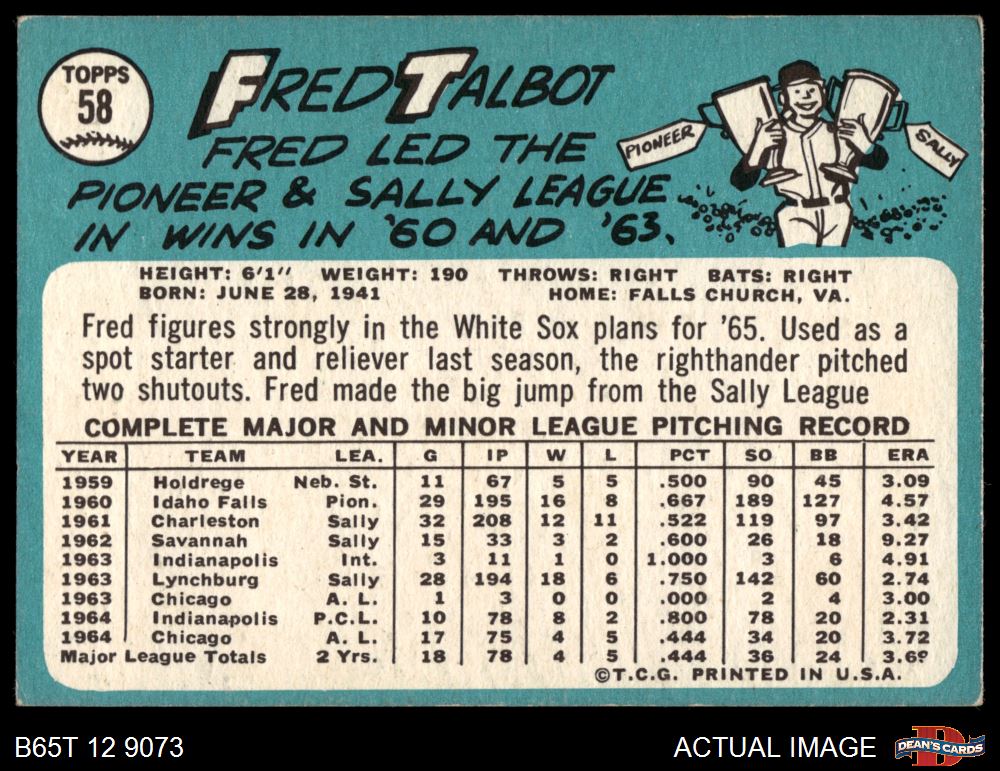 TOPPS
58
FRED TALBOT
FRED LED THE
PIONEER & SALLY LEAGUE
IN WINS IN '60 AND '63.
PIONEER
SALLY
HEIGHT: 6'1" WEIGHT: 190 THROWS: RIGHT BATS: RIGHT
BORN: JUNE 28, 1941 HOME: FALLS CHURCH, VA.
Fred figures strongly in the White Sox plans for '65. Used as a
spot starter and reliever last season, the righthander pitched
two shutouts. Fred made the big jump from the Sally League
COMPLETE MAJOR AND MINOR LEAGUE PITCHING RECORD
YEAR TEAM LEA. G IP W L PCT SO BB ERA
1959 Holdrege Neb. St. 11 67 5 5 .500 90 45 3.09
1960 Idaho Falls Pion. 29 195 16 8 .667 189 127 4.57
1961 Charleston Sally 32 208 12 11 .522 119 97 3.42
1962 Savannah Sally 15 33 3 2 .600 26 18 9.27
1963 Indianapolis Int. 3 11 1 0 1.000 3 6 4.91
1963 Lynchburg Sally 28 194 18 6 .750 142 60 2.74
1963 Chicago A. L. 1 3 0 0 .000 2 4 3.00
1964 Indianapolis P.C.L. 10 78 8 2 .800 78 20 2.31
1964 Chicago A. L. 17 75 4 5 .444 34 20 3.72
Major League Totals 2 Yrs. 18 78 4 5 .444 36 24 3.69
©T.C.G. PRINTED IN U.S.A.
B65T 12 9073 ACTUAL IMAGE DEAN'S CARDS